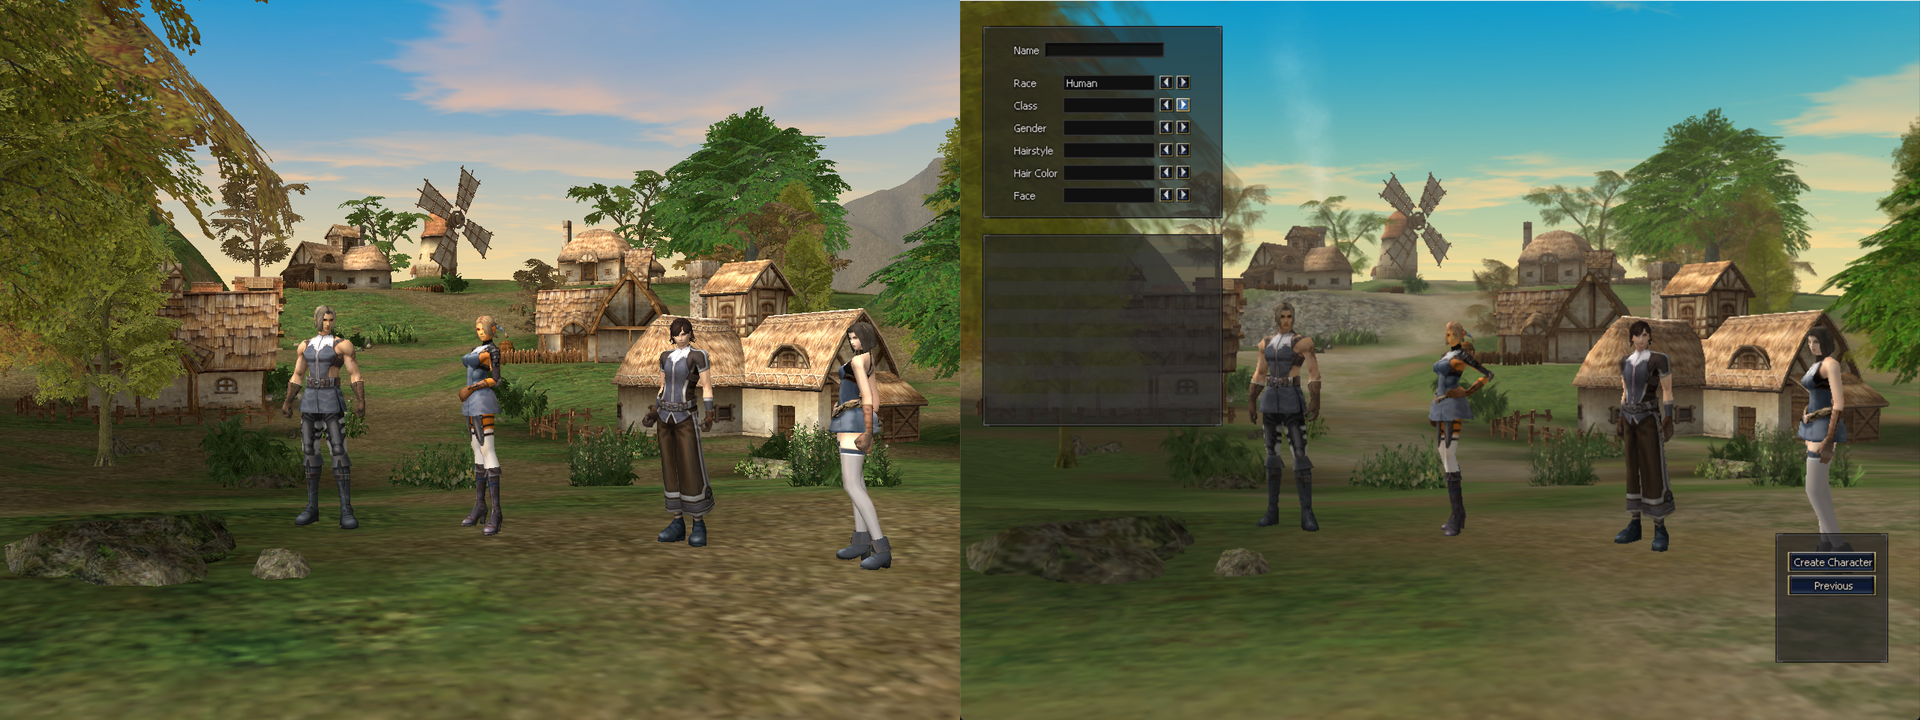 Name
Race Human
Class
Gender
Hairstyle
Hair Color
Face
Create Character
Previous